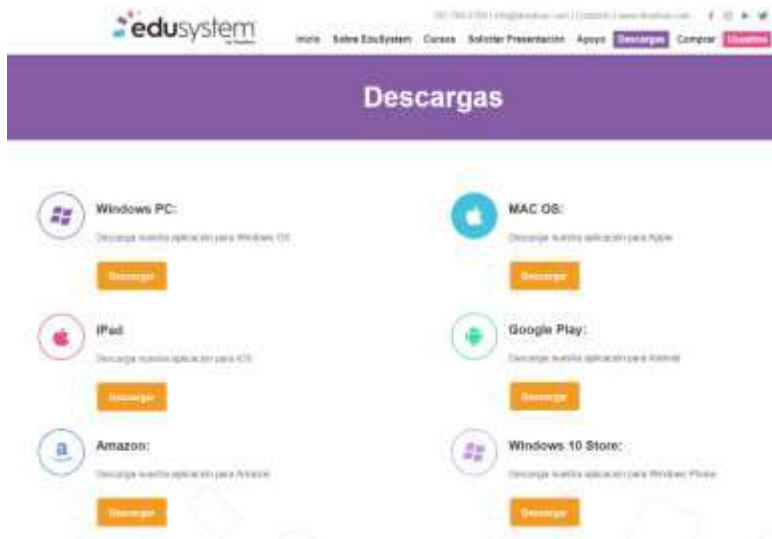 edusystem
Inicio Sobre EduSystem Cursos Solicitar Presentación Apoyo Descargas Comprar Usuarios
Descargas
Windows PC:
Descarga nuestra aplicación para Windows OS
Descargar
MAC OS:
Descarga nuestra aplicación para Apple
Descargar
iPad
Descarga nuestra aplicación para iOS
Descargar
Google Play:
Descarga nuestra aplicación para Android
Descargar
Amazon:
Descarga nuestra aplicación para Amazon
Descargar
Windows 10 Store:
Descarga nuestra aplicación para Windows Phone
Descargar